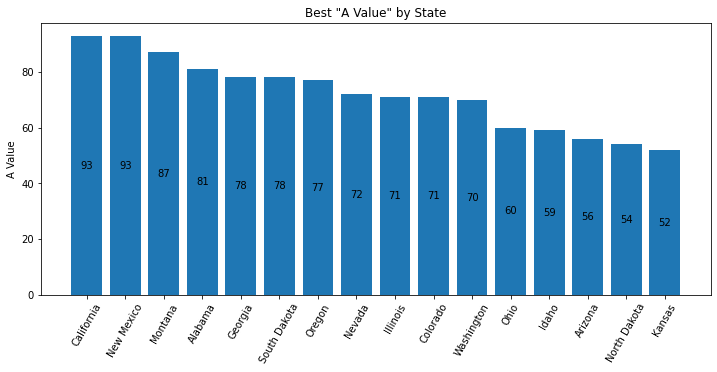 Best "A Value" by State
A Value
80
60
40
20
0
93
93
87
81
78
78
77
72
71
71
70
60
59
56
54
52
California
New Mexico
Montana
Alabama
Georgia
South Dakota
Oregon
Nevada
Illinois
Colorado
Washington
Ohio
Idaho
Arizona
North Dakota
Kansas